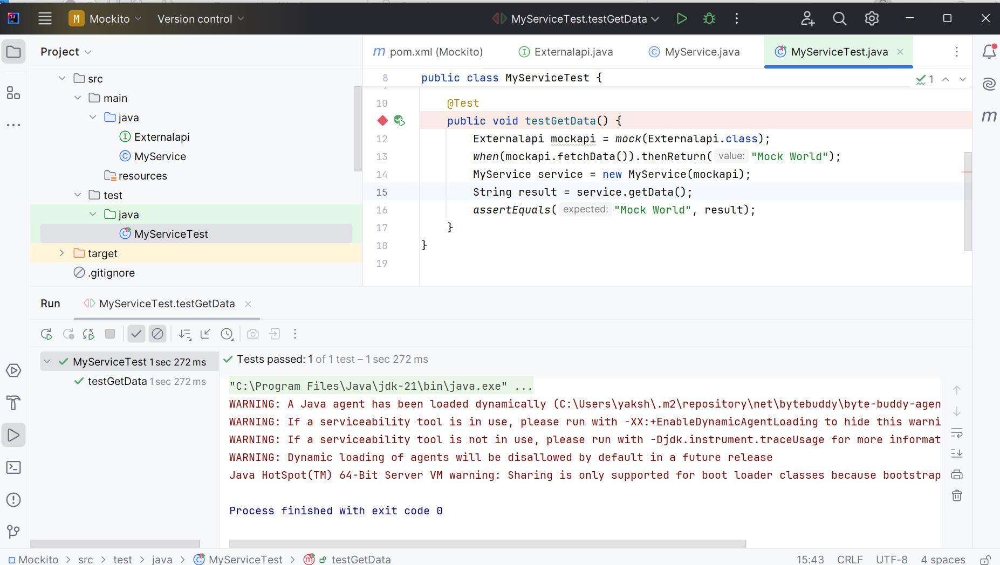 M Mockito Version control MyServiceTest.testGetData
Project
src
main
java
Externalapi
MyService
resources
test
java
MyServiceTest
target
.gitignore
pom.xml (Mockito) Externalapi.java MyService.java MyServiceTest.java
8 public class MyServiceTest {
1
10 @Test
public void testGetData() {
12 Externalapi mockapi = mock(Externalapi.class);
13 when(mockapi.fetchData()).thenReturn( value: "Mock World");
14 MyService service = new MyService(mockapi);
15 String result = service.getData();
16 assertEquals( expected: "Mock World", result);
17 }
18 }
19
Run MyServiceTest.testGetData
MyServiceTest 1 sec 272 ms
testGetData 1 sec 272 ms
Tests passed: 1 of 1 test – 1 sec 272 ms
"C:\Program Files\Java\jdk-21\bin\java.exe" ...
WARNING: A Java agent has been loaded dynamically (C:\Users\yaksh\.m2\repository\net\bytebuddy\byte-buddy-agen
WARNING: If a serviceability tool is in use, please run with -XX:+EnableDynamicAgentLoading to hide this warni
WARNING: If a serviceability tool is not in use, please run with -Djdk.instrument.traceUsage for more informat
WARNING: Dynamic loading of agents will be disallowed by default in a future release
Java HotSpot(TM) 64-Bit Server VM warning: Sharing is only supported for boot loader classes because bootstrap
Process finished with exit code 0
Mockito > src > test > java > MyServiceTest > testGetData 15:43 CRLF UTF-8 4 spaces